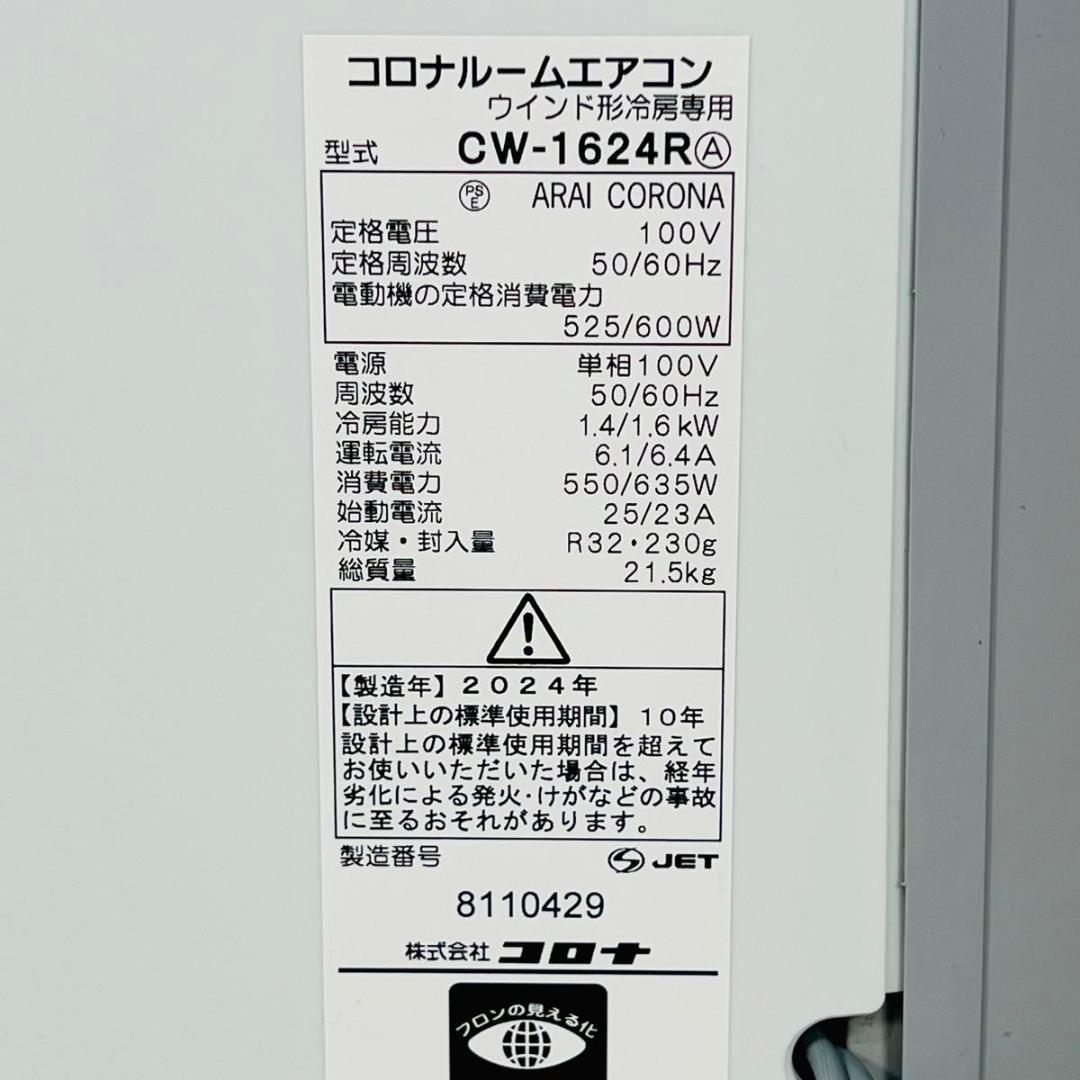 コロナルームエアコン
ウインド形冷房専用
型式 CW-1624RⒶ
PSE ARAI CORONA
定格電圧 100V
定格周波数 50/60Hz
電動機の定格消費電力
525/600W
電源 単相100V
周波数 50/60Hz
冷房能力 1.4/1.6kW
運転電流 6.1/6.4A
消費電力 550/635W
始動電流 25/23A
冷媒・封入量 R32・230g
総質量 21.5kg
【製造年】2024年
【設計上の標準使用期間】10年
設計上の標準使用期間を超えて
お使いいただいた場合は、経年
劣化による発火・けがなどの事故
に至るおそれがあります。
製造番号 JET
8110429
株式会社 コロナ
フロンの見える化